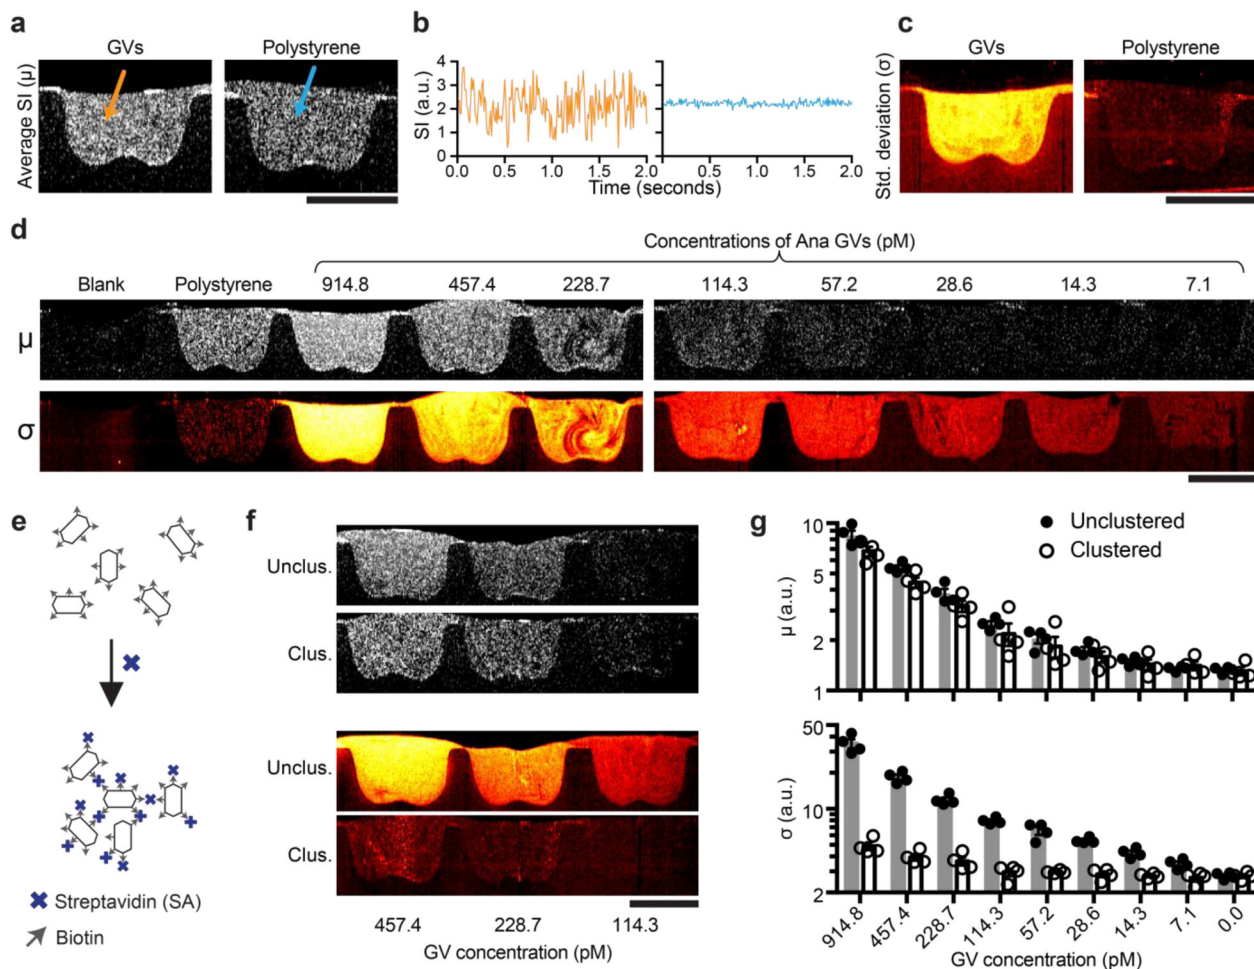 a
GVs
Polystyrene
Average SI (μ)
b
SI (a.u.)
4
3
2
1
0
0.0
0.5
1.0
1.5
2.0
0.5
1.0
1.5
2.0
Time (seconds)
c
GVs
Polystyrene
Std. deviation (σ)
d
Concentrations of Ana GVs (pM)
Blank
Polystyrene
914.8
457.4
228.7
114.3
57.2
28.6
14.3
7.1
μ
σ
e
Streptavidin (SA)
Biotin
f
Unclus.
Clus.
Unclus.
Clus.
457.4
228.7
114.3
GV concentration (pM)
g
Unclustered
Clustered
μ (a.u.)
10
5
2
1
σ (a.u.)
50
10
2
914.8
457.4
228.7
114.3
57.2
28.6
14.3
7.1
0.0
GV concentration (pM)